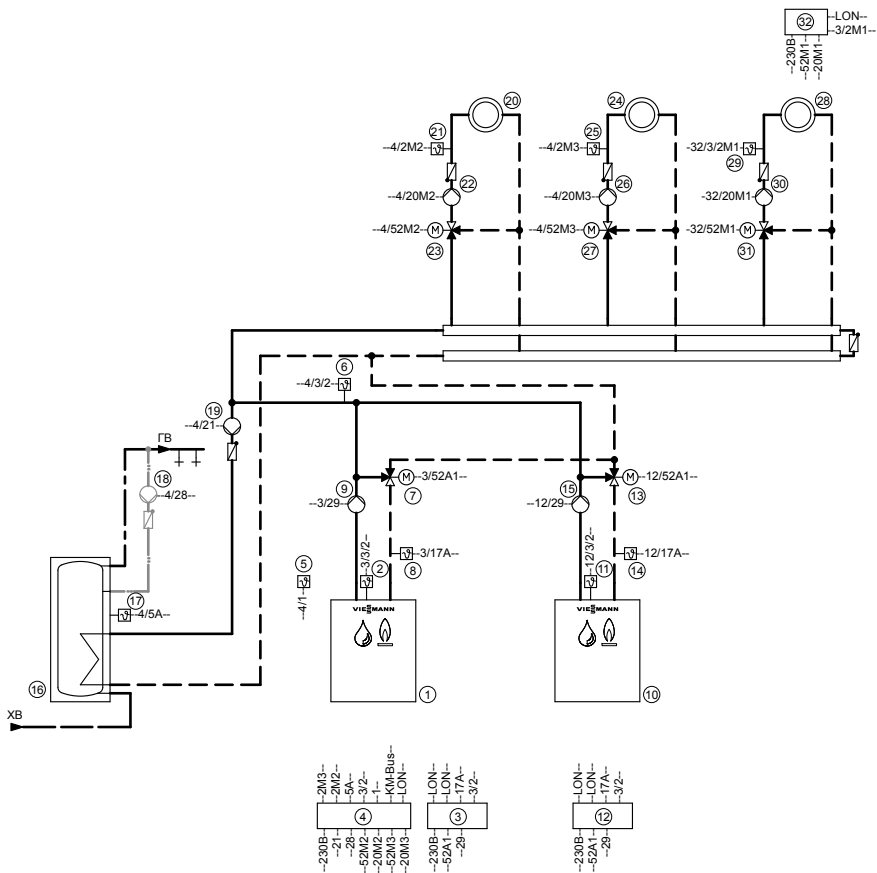 32
--LON--
--3/2M1--
--230В--
--52M1--
--20M1--
20
24
28
21
25
--4/2M2--
--4/2M3--
-32/3/2M1--
29
22
26
30
--4/20M2--
--4/20M3--
-32/20M1--
--4/52M2--
M
--4/52M3--
M
-32/52M1--
M
23
27
31
6
--4/3/2--
19
--4/21--
ГВ
18
--4/28--
9
M
--3/52A1--
15
M
--12/52A1--
7
13
--3/29--
--12/29--
5
--3/3/2--
2
--3/17A--
8
--12/3/2--
11
--12/17A--
14
--4/1--
17
--4/5A--
VIESSMANN
VIESSMANN
16
1
10
ХВ
--2M3--
--2M2--
--5A--
--3/2--
--1--
--KM-Bus--
--LON--
4
--230В--
--21--
--28--
--52M2--
--20M2--
--52M3--
--20M3--
--LON--
--LON--
--17A--
--3/2--
3
--230В--
--52A1--
--29--
--LON--
--LON--
--17A--
--3/2--
12
--230В--
--52A1--
--29--